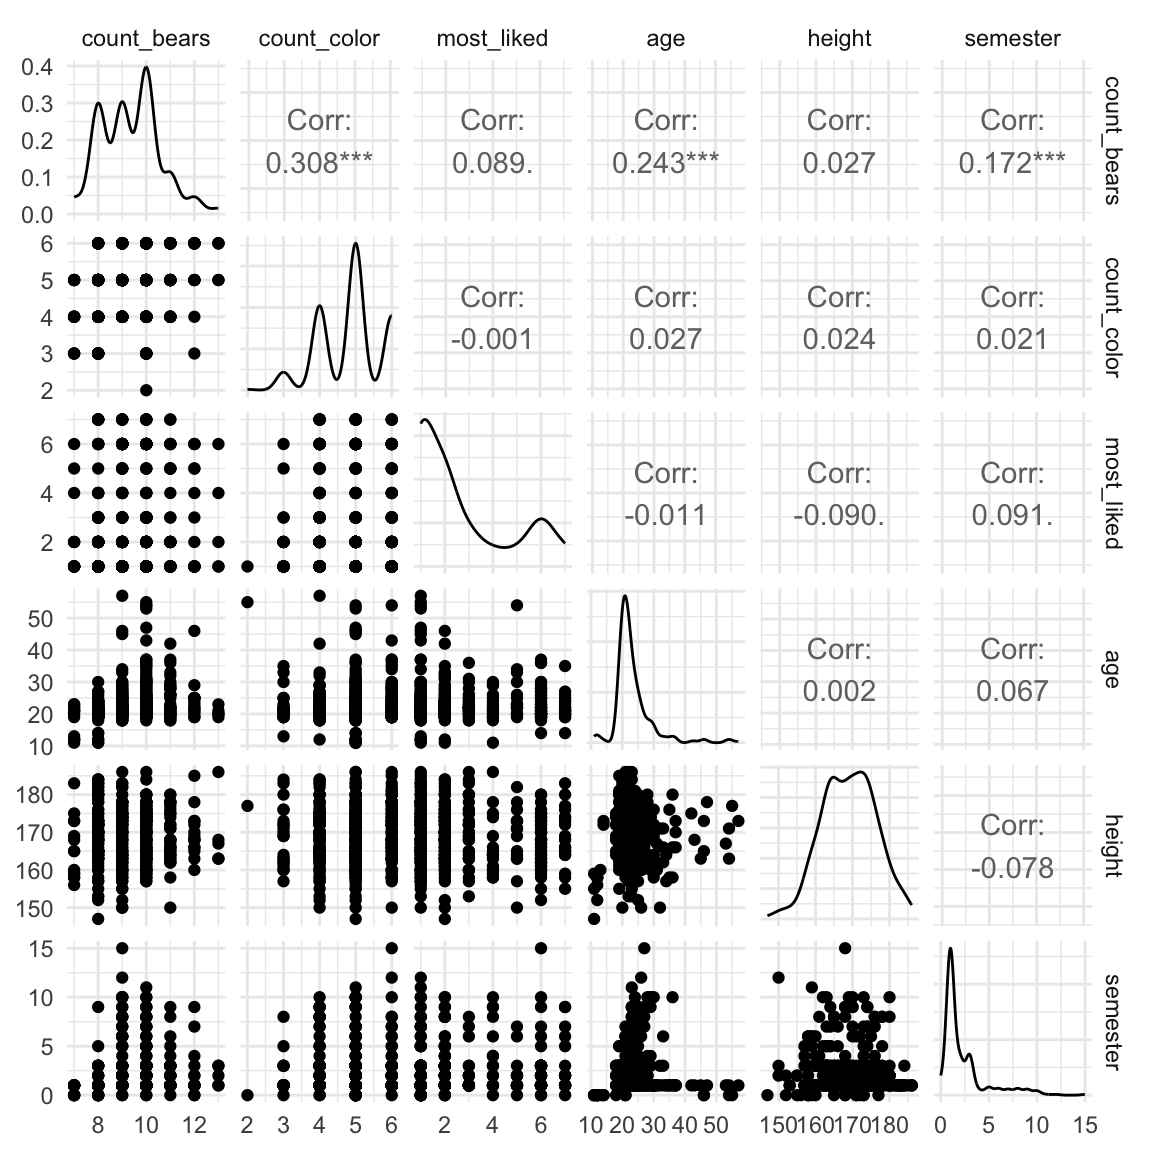 count_bears count_color most_liked age height semester
0.4
0.3
0.2
0.1
0.0
Corr:
0.308***
Corr:
0.089.
Corr:
0.243***
Corr:
0.027
Corr:
0.172***
count_bears
6
5
4
3
2
Corr:
-0.001
Corr:
0.027
Corr:
0.024
Corr:
0.021
count_color
6
4
2
Corr:
-0.011
Corr:
-0.090.
Corr:
0.091.
most_liked
50
40
30
20
10
Corr:
0.002
Corr:
0.067
age
180
170
160
150
Corr:
-0.078
height
15
10
5
0
semester
8 10 12 2 3 4 5 6 2 4 6 10 20 30 40 50 150 160 170 180 0 5 10 15